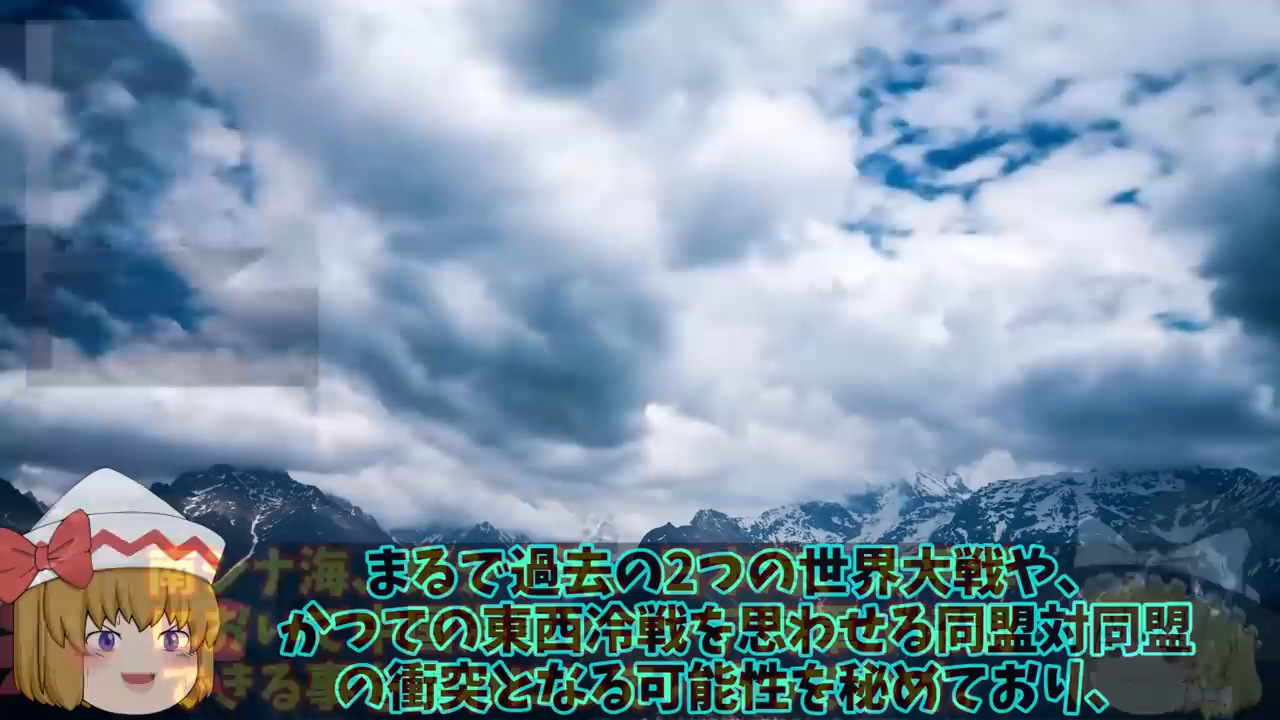 まるで過去の2つの世界大戦や、
かつての東西冷戦を思わせる同盟対同盟
の衝突となる可能性を秘めており、